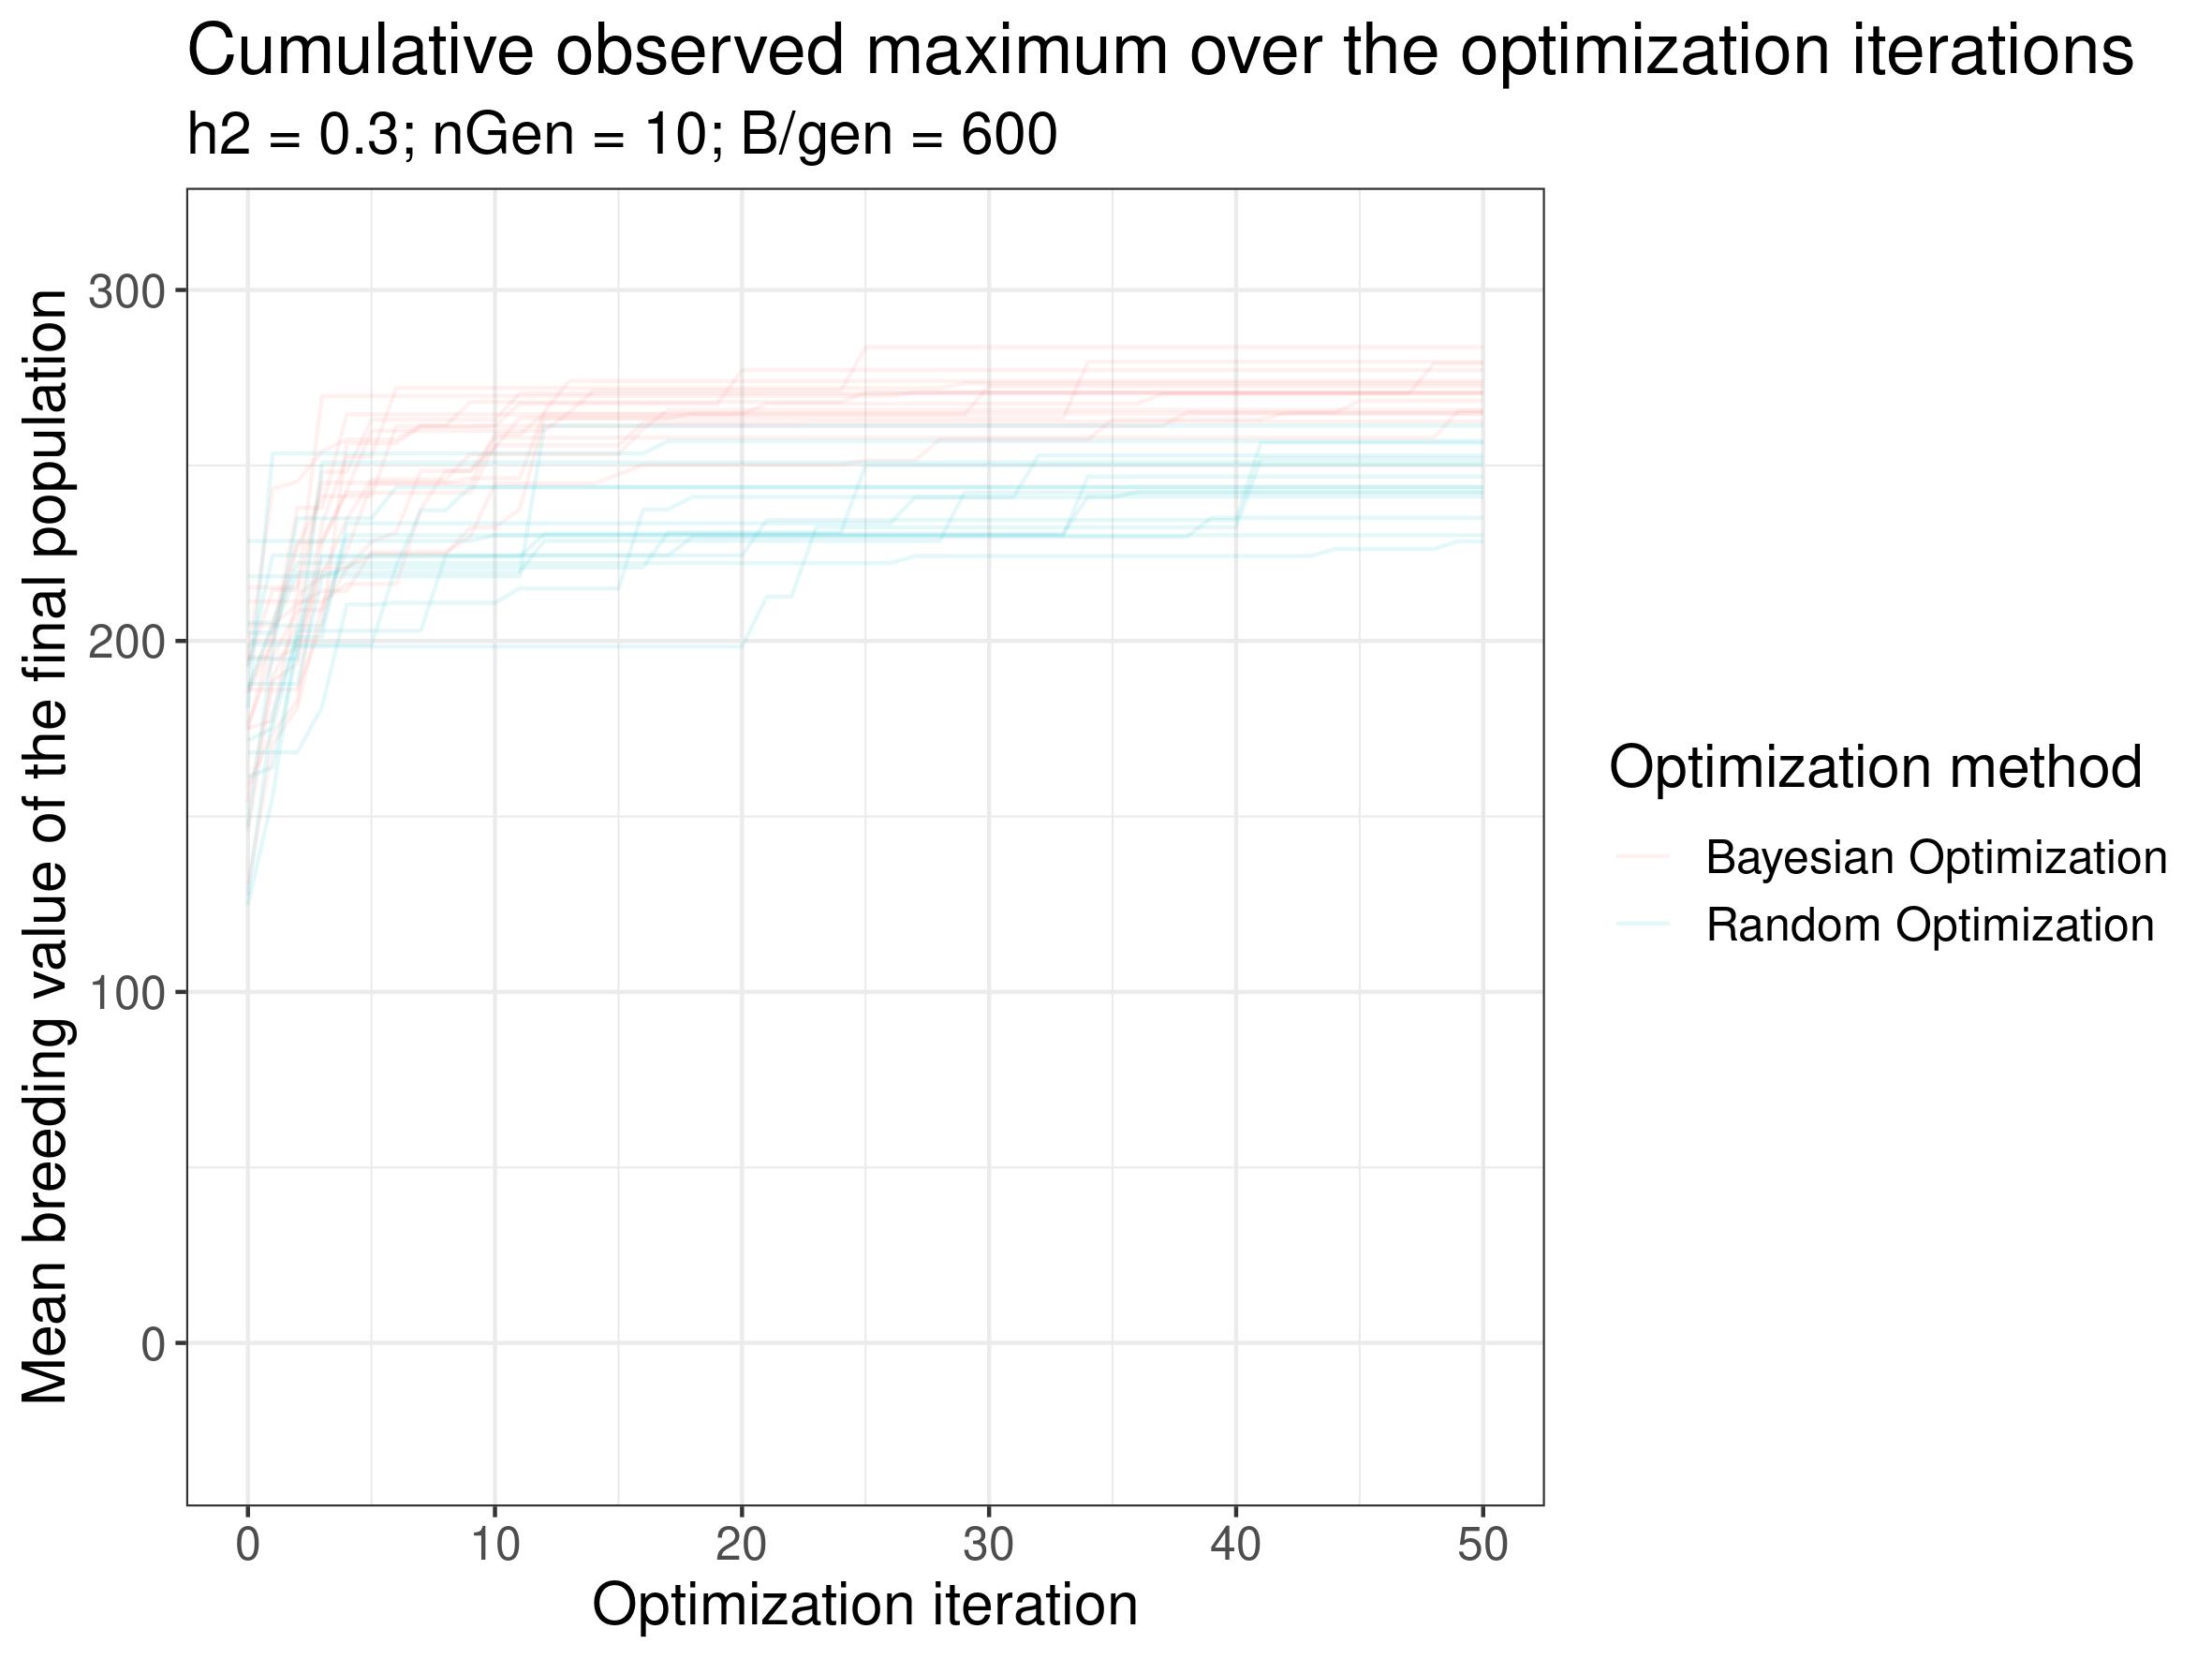 Cumulative observed maximum over the optimization iterations
h2 = 0.3; nGen = 10; B/gen = 600
Mean breeding value of the final population
300
200
100
0
0 10 20 30 40 50
Optimization iteration
Optimization method
Bayesian Optimization
Random Optimization